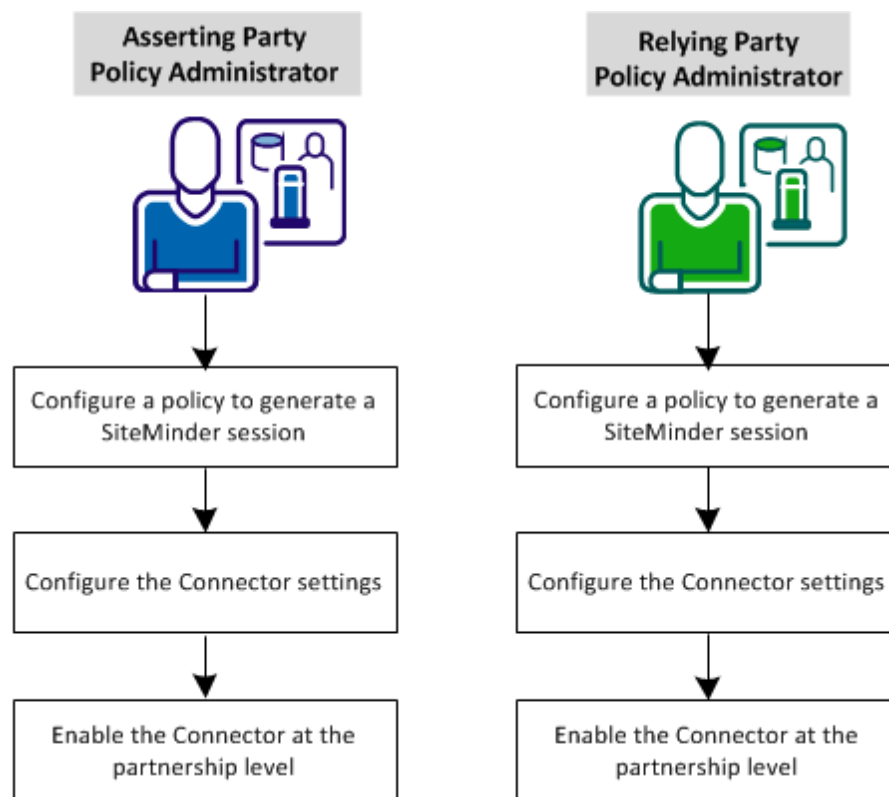 Asserting Party
Policy Administrator
Configure a policy to generate a
SiteMinder session
Configure the Connector settings
Enable the Connector at the
partnership level
Relying Party
Policy Administrator
Configure a policy to generate a
SiteMinder session
Configure the Connector settings
Enable the Connector at the
partnership level